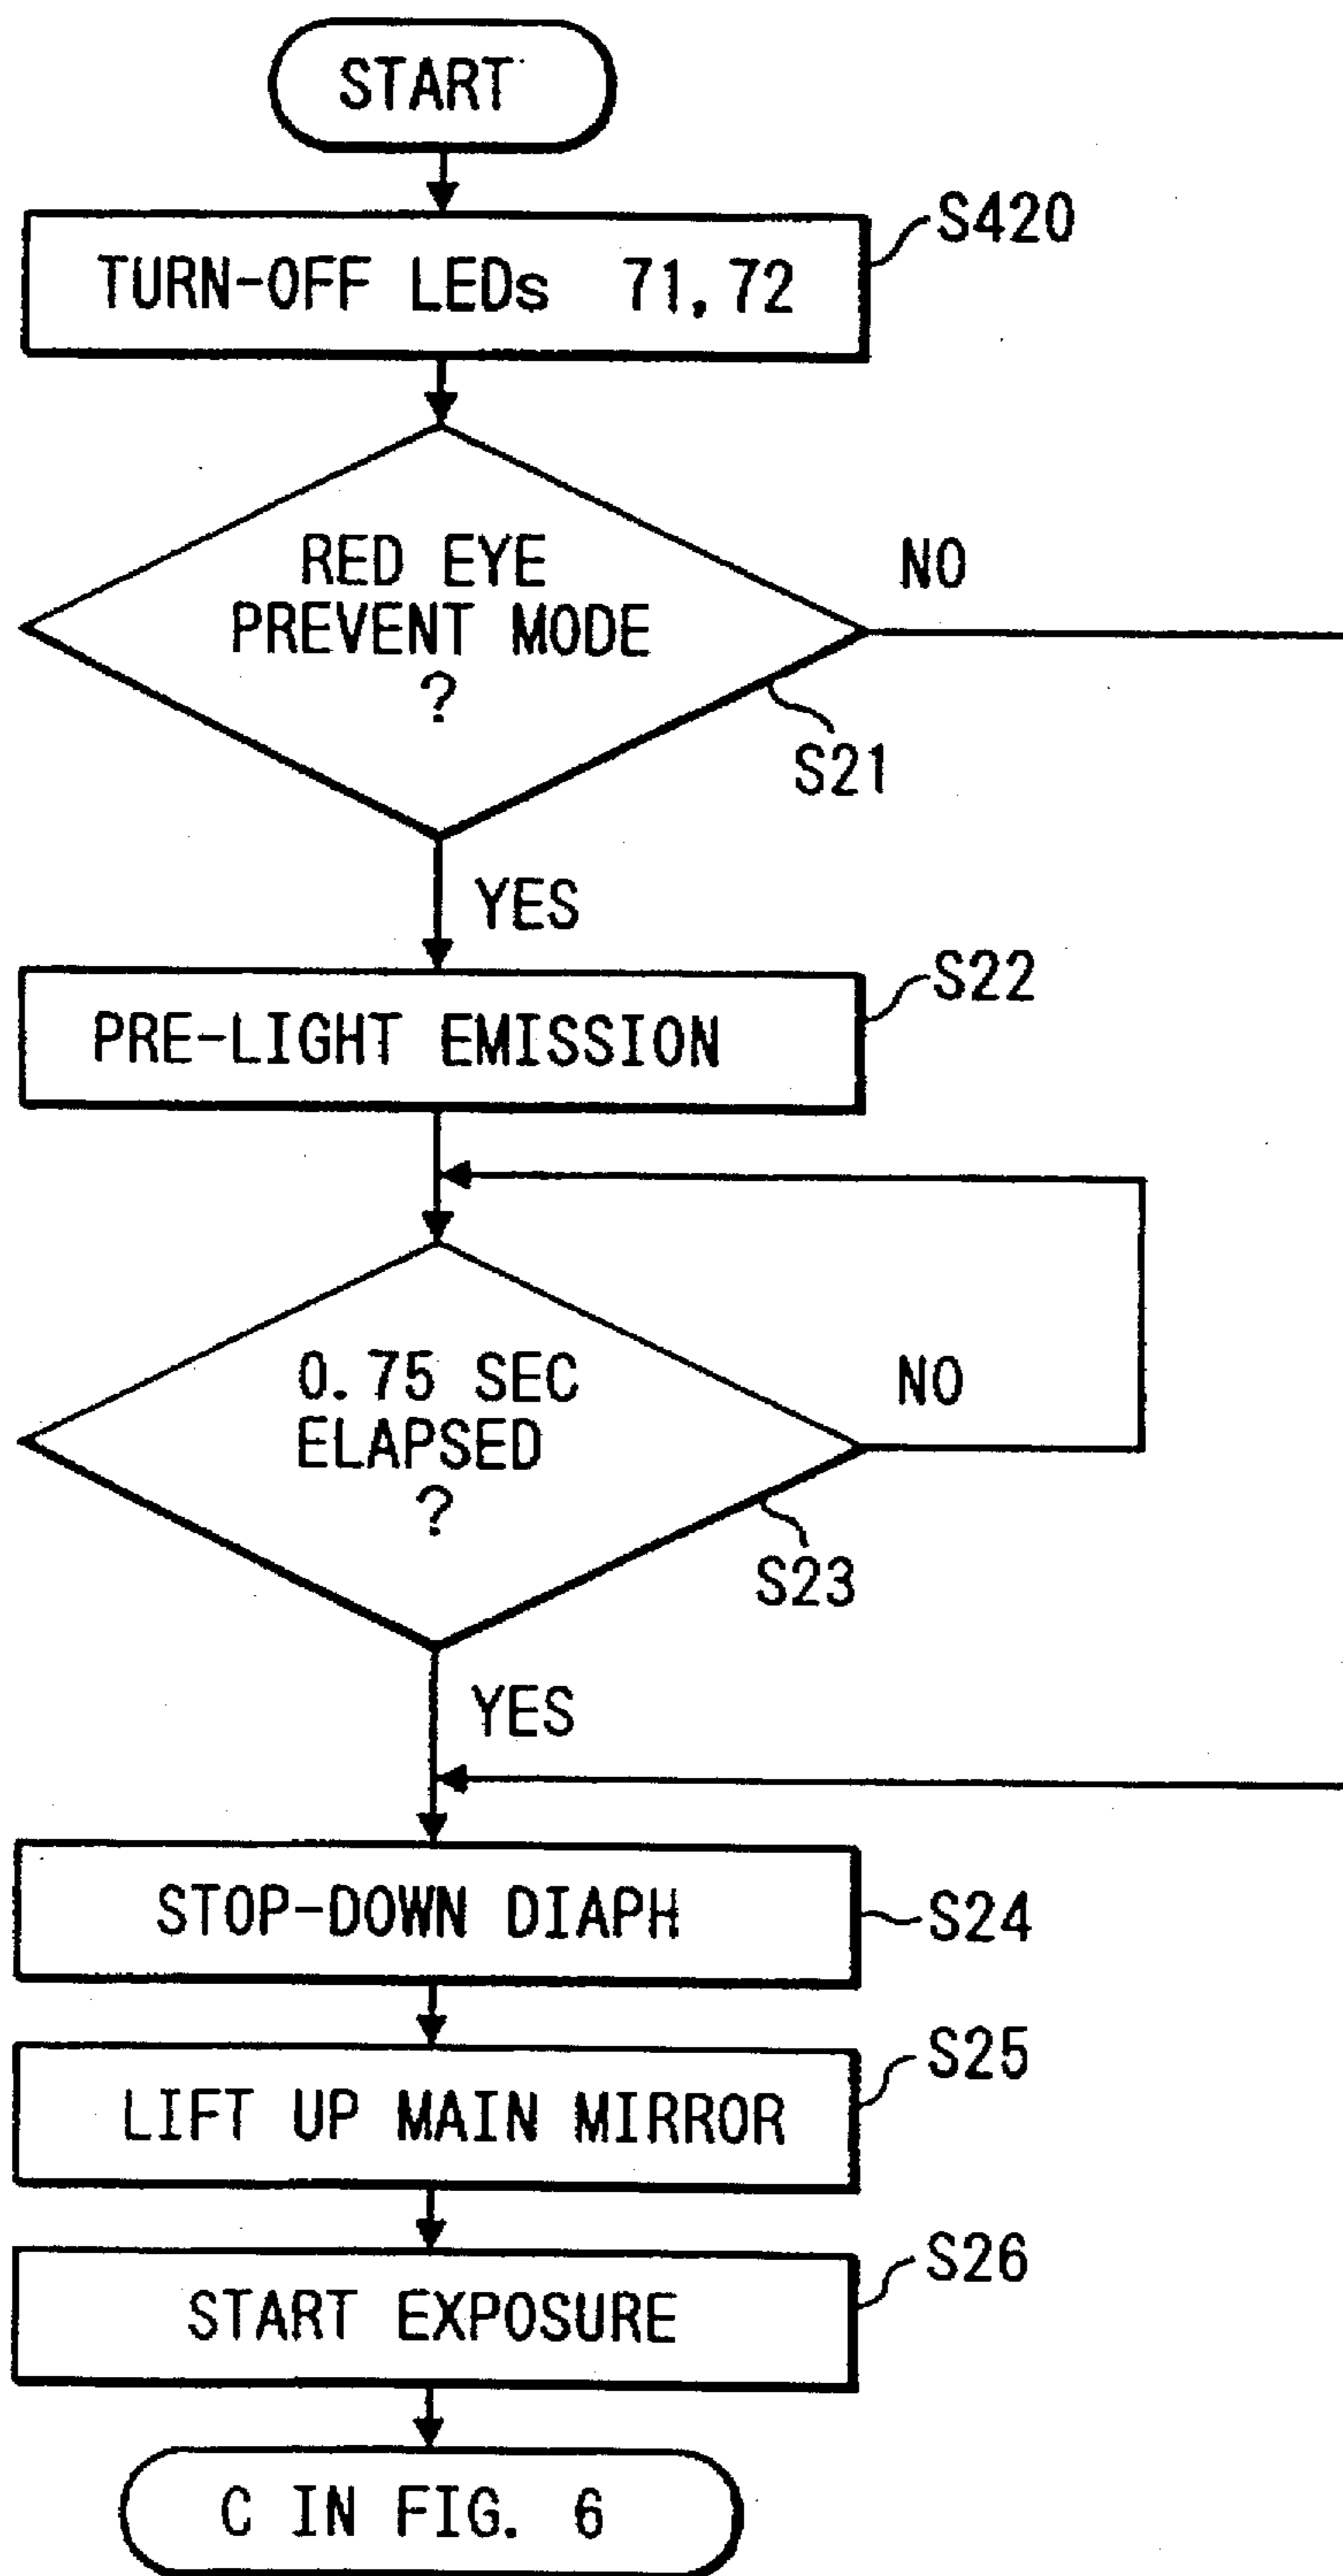 START
S420
TURN-OFF LEDs 71,72
RED EYE
PREVENT MODE
?
NO
S21
YES
S22
PRE-LIGHT EMISSION
0.75 SEC
ELAPSED
?
NO
S23
YES
STOP-DOWN DIAPH
S24
S25
LIFT UP MAIN MIRROR
S26
START EXPOSURE
C IN FIG. 6